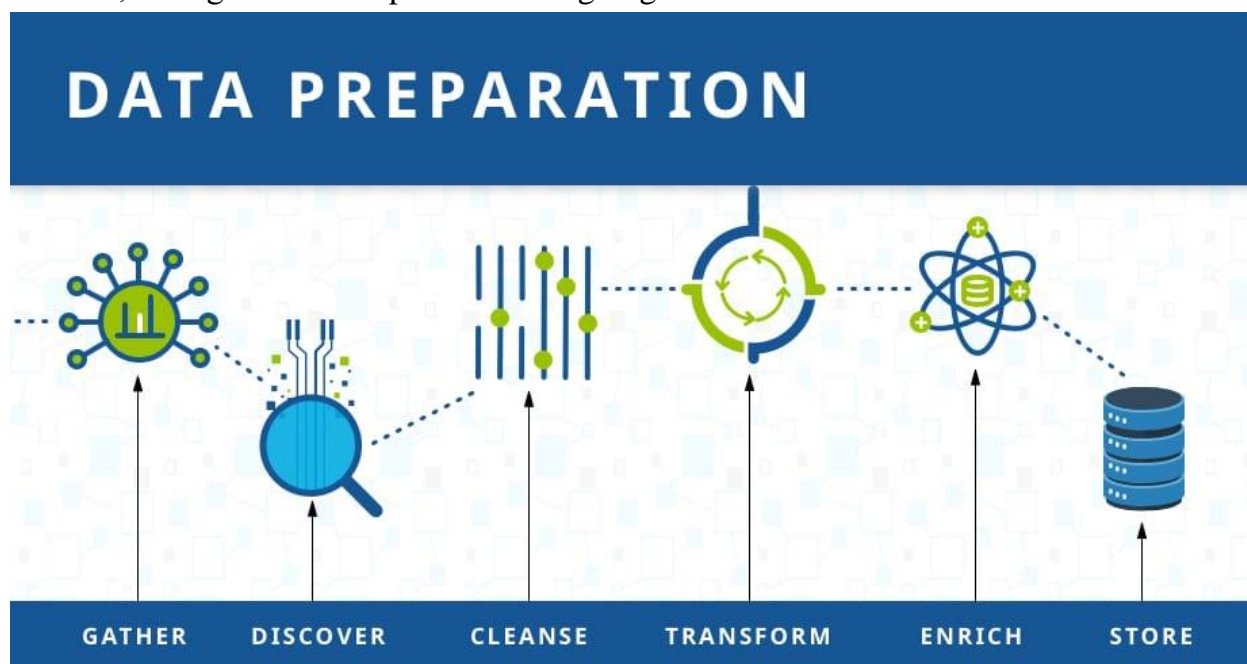 DATA PREPARATION
GATHER DISCOVER CLEANSE TRANSFORM ENRICH STORE